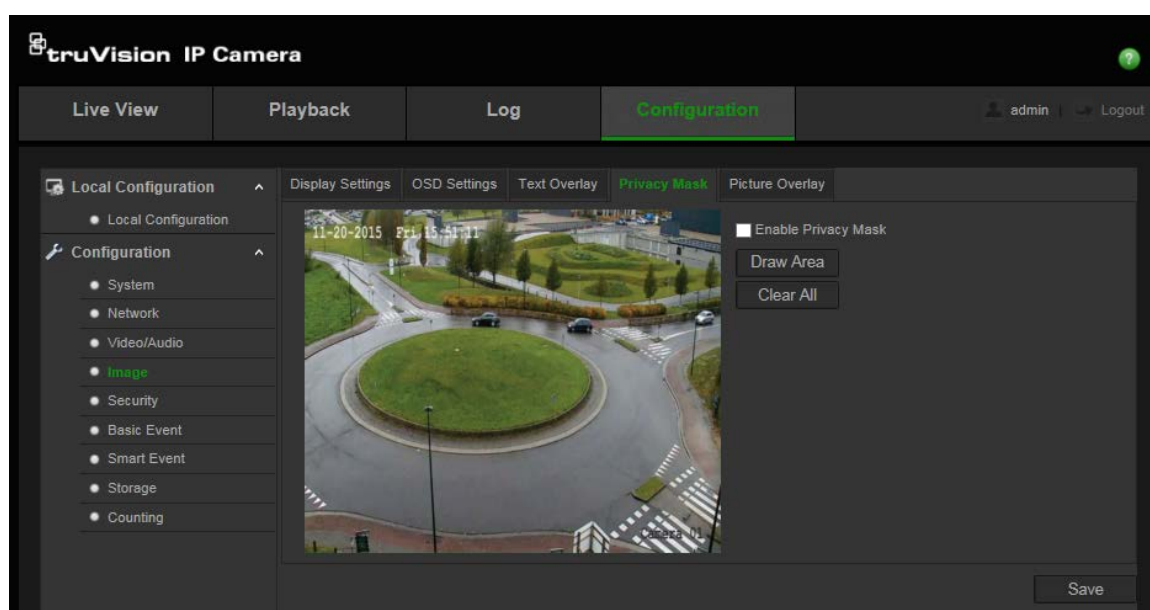 truVision IP Camera
?
Live View Playback Log Configuration admin | Logout
Local Configuration
Local Configuration
Configuration
System
Network
Video/Audio
Image
Security
Basic Event
Smart Event
Storage
Counting
Display Settings OSD Settings Text Overlay Privacy Mask Picture Overlay
11-20-2015 Fri 15:51:11
Camera 01
Enable Privacy Mask
Draw Area
Clear All
Save